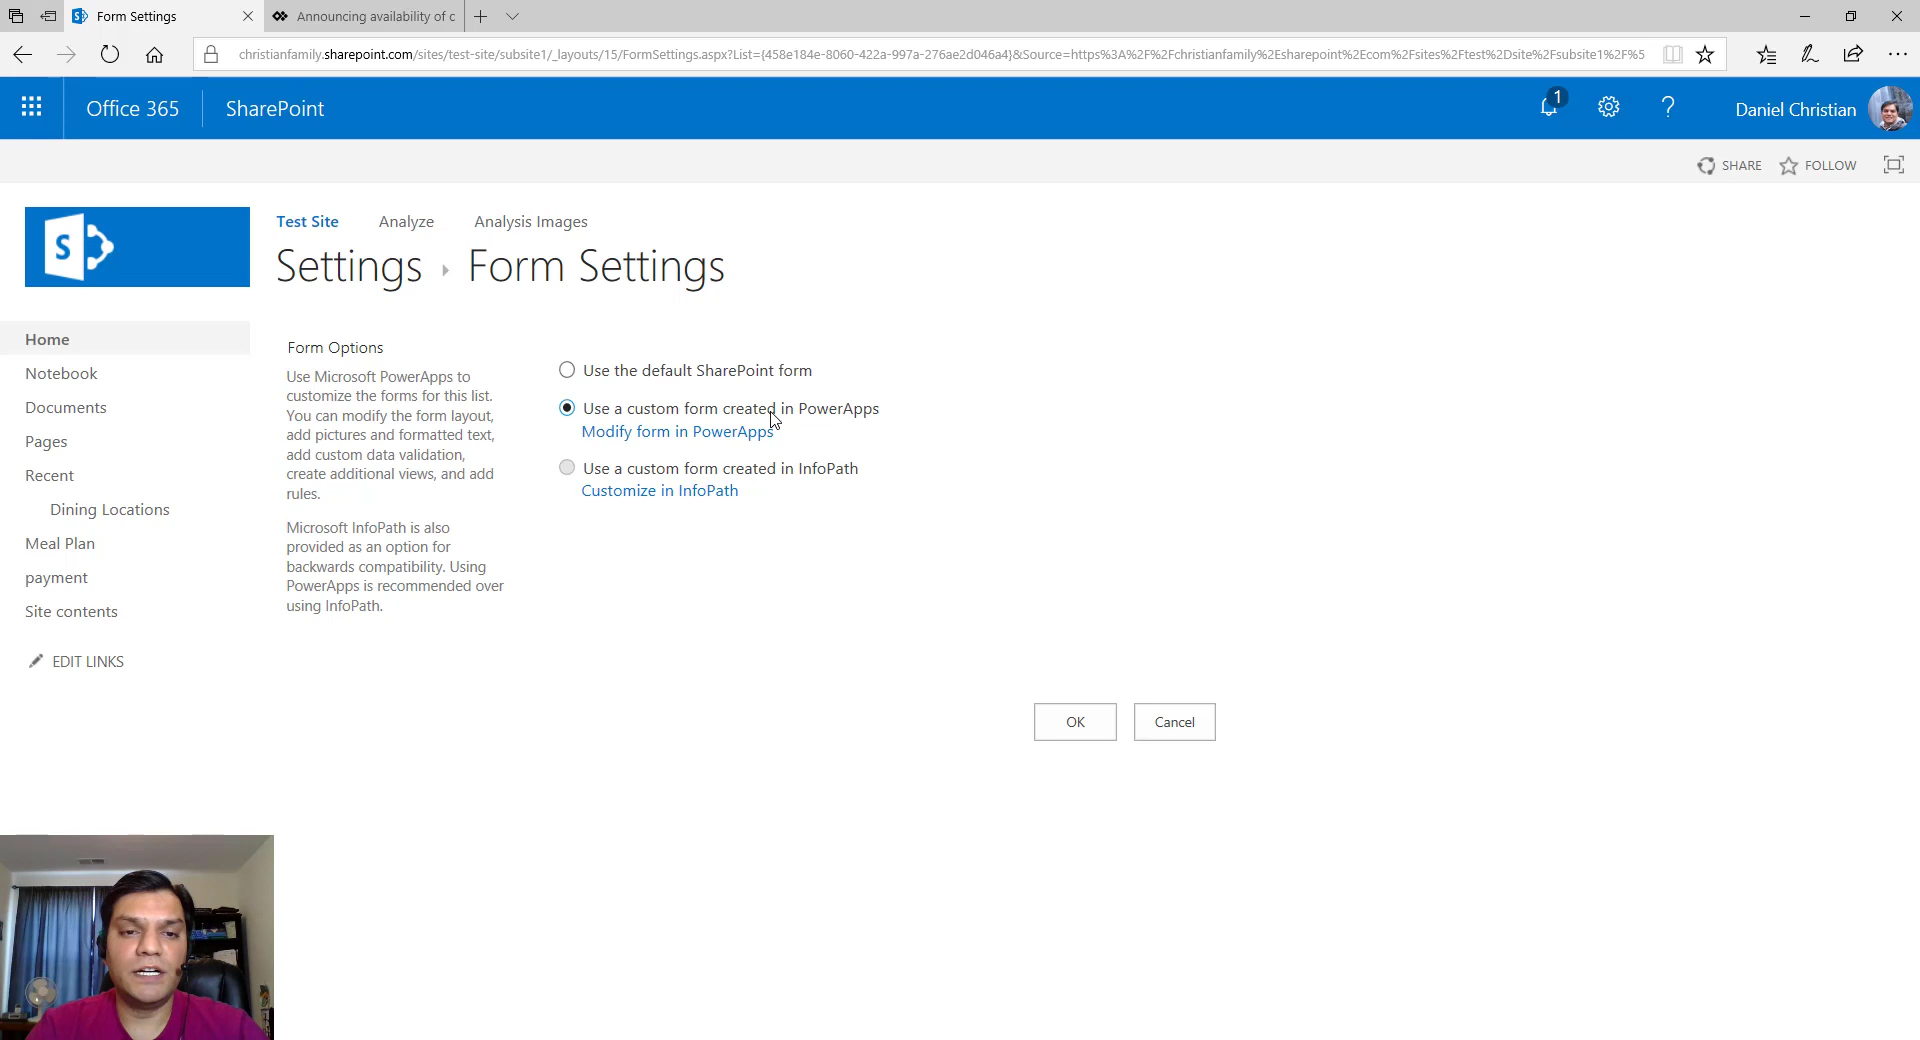 Form Settings
Announcing availability of c
christianfamily.sharepoint.com/sites/test-site/subsite1/_layouts/15/FormSettings.aspx?List={458e184e-8060-422a-997a-276ae2d046a4}&Source=https%3A%2F%2Fchristianfamily%2Esharepoint%2Ecom%2Fsites%2Ftest%2Dsite%2Fsubsite1%2F%5
Office 365
SharePoint
1
?
Daniel Christian
SHARE
FOLLOW
S
Test Site
Analyze
Analysis Images
Settings
Form Settings
Home
Notebook
Documents
Pages
Recent
Dining Locations
Meal Plan
payment
Site contents
EDIT LINKS
Form Options
Use Microsoft PowerApps to
customize the forms for this list.
You can modify the form layout,
add pictures and formatted text,
add custom data validation,
create additional views, and add
rules.
Microsoft InfoPath is also
provided as an option for
backwards compatibility. Using
PowerApps is recommended over
using InfoPath.
Use the default SharePoint form
Use a custom form created in PowerApps
Modify form in PowerApps
Use a custom form created in InfoPath
Customize in InfoPath
OK
Cancel